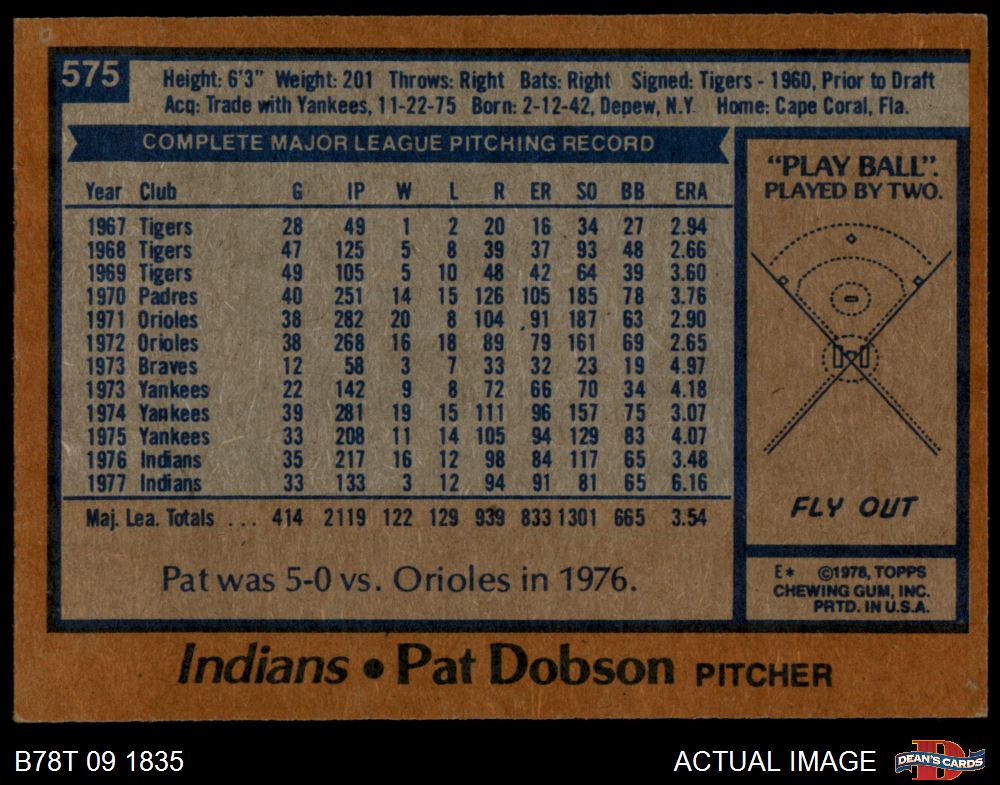 575
Height: 6'3" Weight: 201 Throws: Right Bats: Right Signed: Tigers - 1960, Prior to Draft
Acq: Trade with Yankees, 11-22-75 Born: 2-12-42, Depew, N.Y. Home: Cape Coral, Fla.
COMPLETE MAJOR LEAGUE PITCHING RECORD
Year Club G IP W L R ER SO BB ERA
1967 Tigers 28 49 1 2 20 16 34 27 2.94
1968 Tigers 47 125 5 8 39 37 93 48 2.66
1969 Tigers 49 105 5 10 48 42 64 39 3.60
1970 Padres 40 251 14 15 126 105 185 78 3.76
1971 Orioles 38 282 20 8 104 91 187 63 2.90
1972 Orioles 38 268 16 18 89 79 161 69 2.65
1973 Braves 12 58 3 7 33 32 23 19 4.97
1973 Yankees 22 142 9 8 72 66 70 34 4.18
1974 Yankees 39 281 19 15 111 96 157 75 3.07
1975 Yankees 33 208 11 14 105 94 129 83 4.07
1976 Indians 35 217 16 12 98 84 117 65 3.48
1977 Indians 33 133 3 12 94 91 81 65 6.16
Maj. Lea. Totals ... 414 2119 122 129 939 833 1301 665 3.54
Pat was 5-0 vs. Orioles in 1976.
"PLAY BALL".
PLAYED BY TWO.
FLY OUT
E* ©1978, TOPPS
CHEWING GUM, INC.
PRTD. IN U.S.A.
Indians • Pat Dobson PITCHER
B78T 09 1835
ACTUAL IMAGE
D
DEAN'S CARDS